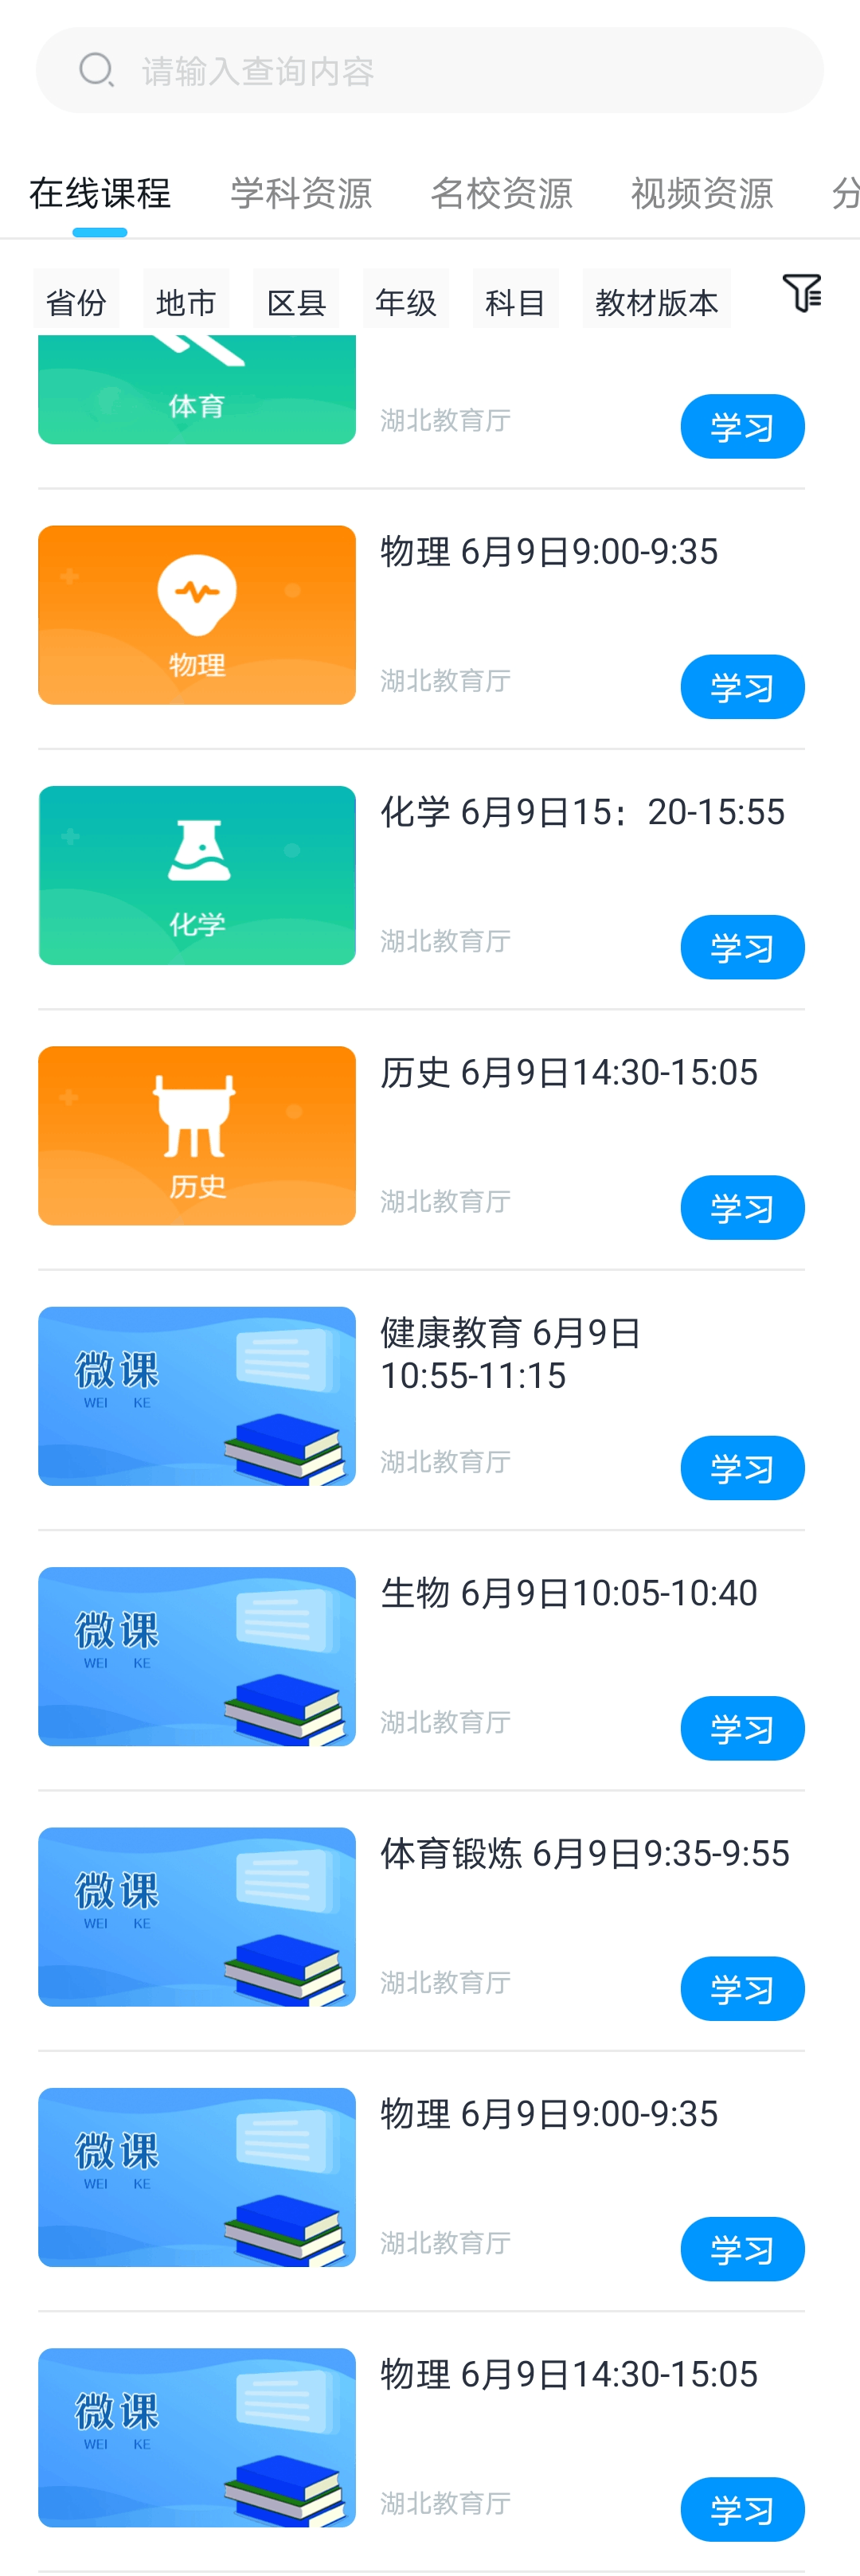 请输入查询内容
在线课程 学科资源 名校资源 视频资源 分
省份 地市 区县 年级 科目 教材版本
体育
湖北教育厅
学习
物理
物理 6月9日9:00-9:35
湖北教育厅
学习
化学
化学 6月9日15：20-15:55
湖北教育厅
学习
历史
历史 6月9日14:30-15:05
湖北教育厅
学习
微课
WEI KE
健康教育 6月9日
10:55-11:15
湖北教育厅
学习
微课
WEI KE
生物 6月9日10:05-10:40
湖北教育厅
学习
微课
WEI KE
体育锻炼 6月9日9:35-9:55
湖北教育厅
学习
微课
WEI KE
物理 6月9日9:00-9:35
湖北教育厅
学习
微课
WEI KE
物理 6月9日14:30-15:05
湖北教育厅
学习